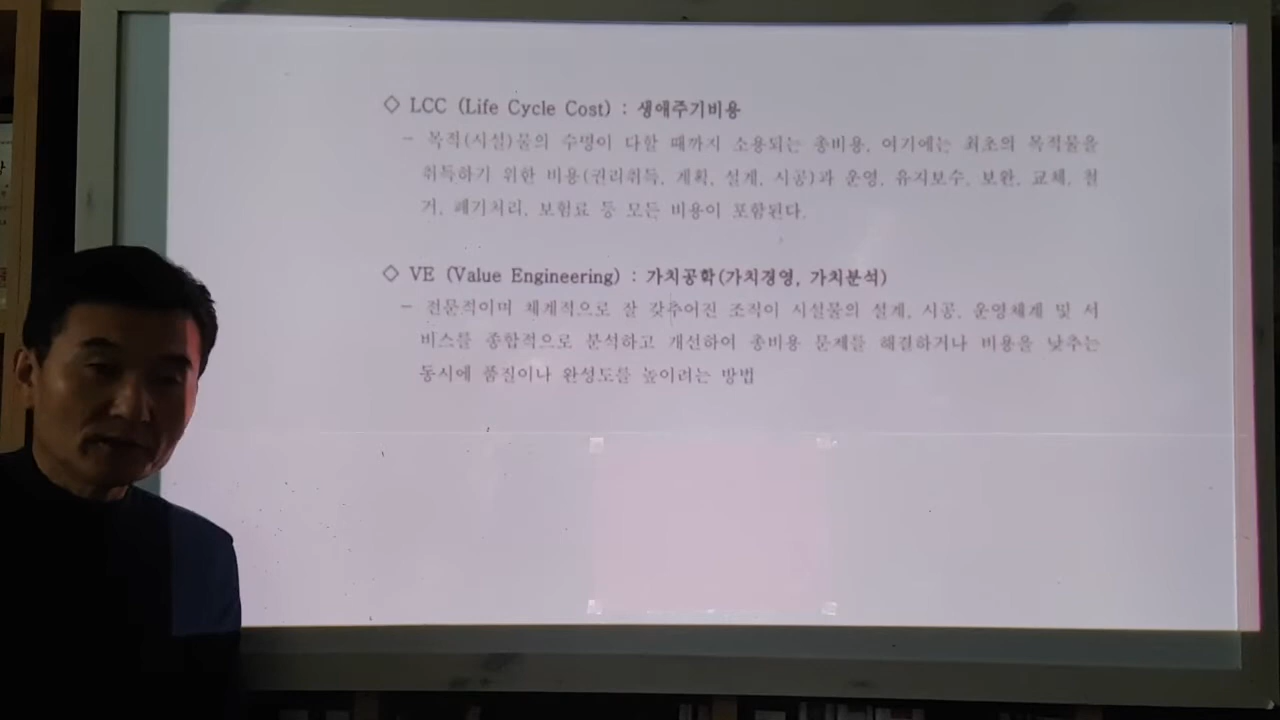 ◇ LCC (Life Cycle Cost) : 생애주기비용
- 목적(시설)물의 수명이 다할 때까지 소용되는 총비용, 여기에는 최초의 목적물을
취득하기 위한 비용(권리취득, 계획, 설계, 시공)과 운영, 유지보수, 보완, 교체, 철
거, 폐기처리, 보험료 등 모든 비용이 포함된다.
◇ VE (Value Engineering) : 가치공학(가치경영, 가치분석)
- 전문적이며 체계적으로 잘 갖추어진 조직이 시설물의 설계, 시공, 운영체계 및 서
비스를 종합적으로 분석하고 개선하여 총비용 문제를 해결하거나 비용을 낮추는
동시에 품질이나 완성도를 높이려는 방법